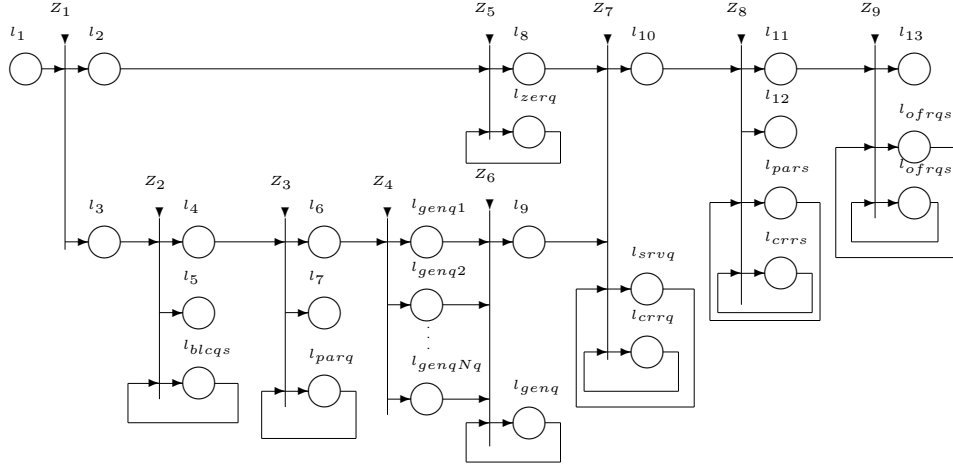 Z1 Z5 Z7 Z8 Z9
l1 l2 l8 l10 l11 l13
lzerq l12 lofrqs
Z2 Z3 Z4 Z6 lpars lofrqs
l3 l4 l6 lgenq1 l9
l5 l7 lgenq2 lsrvq lcrrs
lblcqs lparq lgenqNq lgenq lcrrq